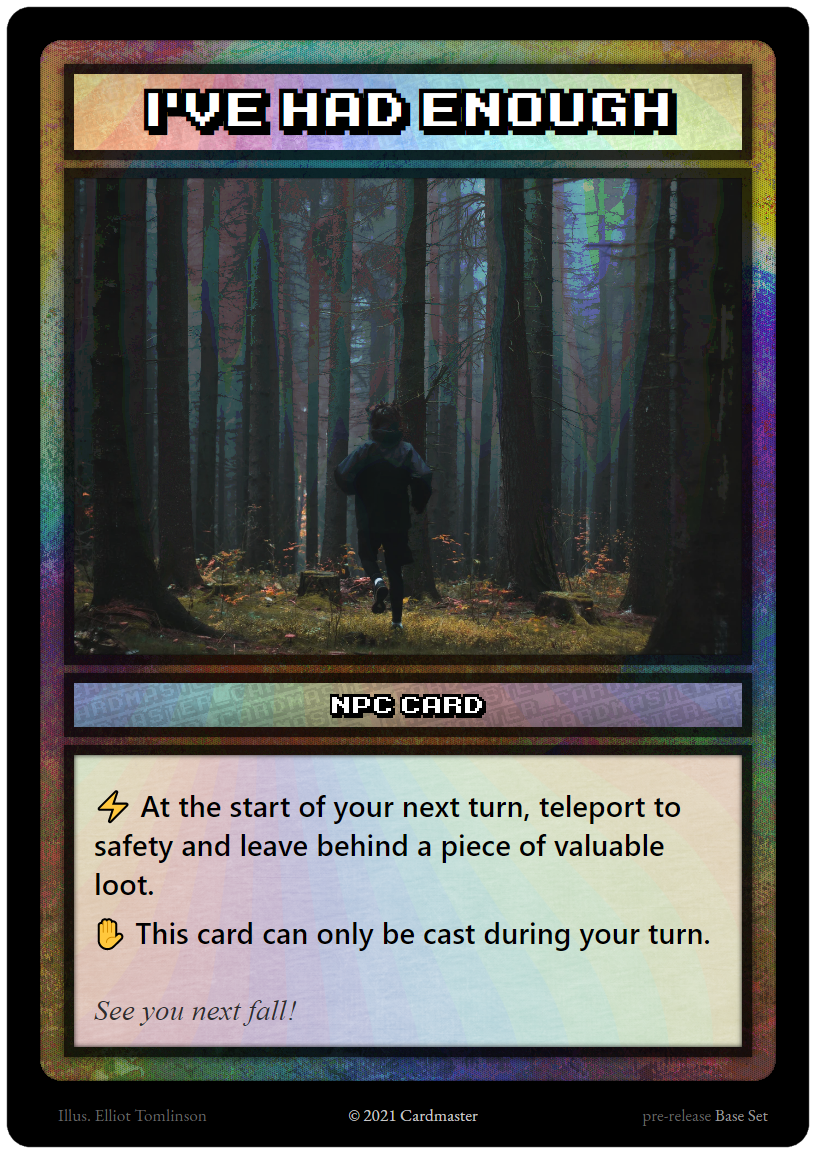 I'VE HAD ENOUGH
NPC CARD
⚡ At the start of your next turn, teleport to
safety and leave behind a piece of valuable
loot.
✋ This card can only be cast during your turn.
See you next fall!
Illus. Elliot Tomlinson
© 2021 Cardmaster
pre-release Base Set